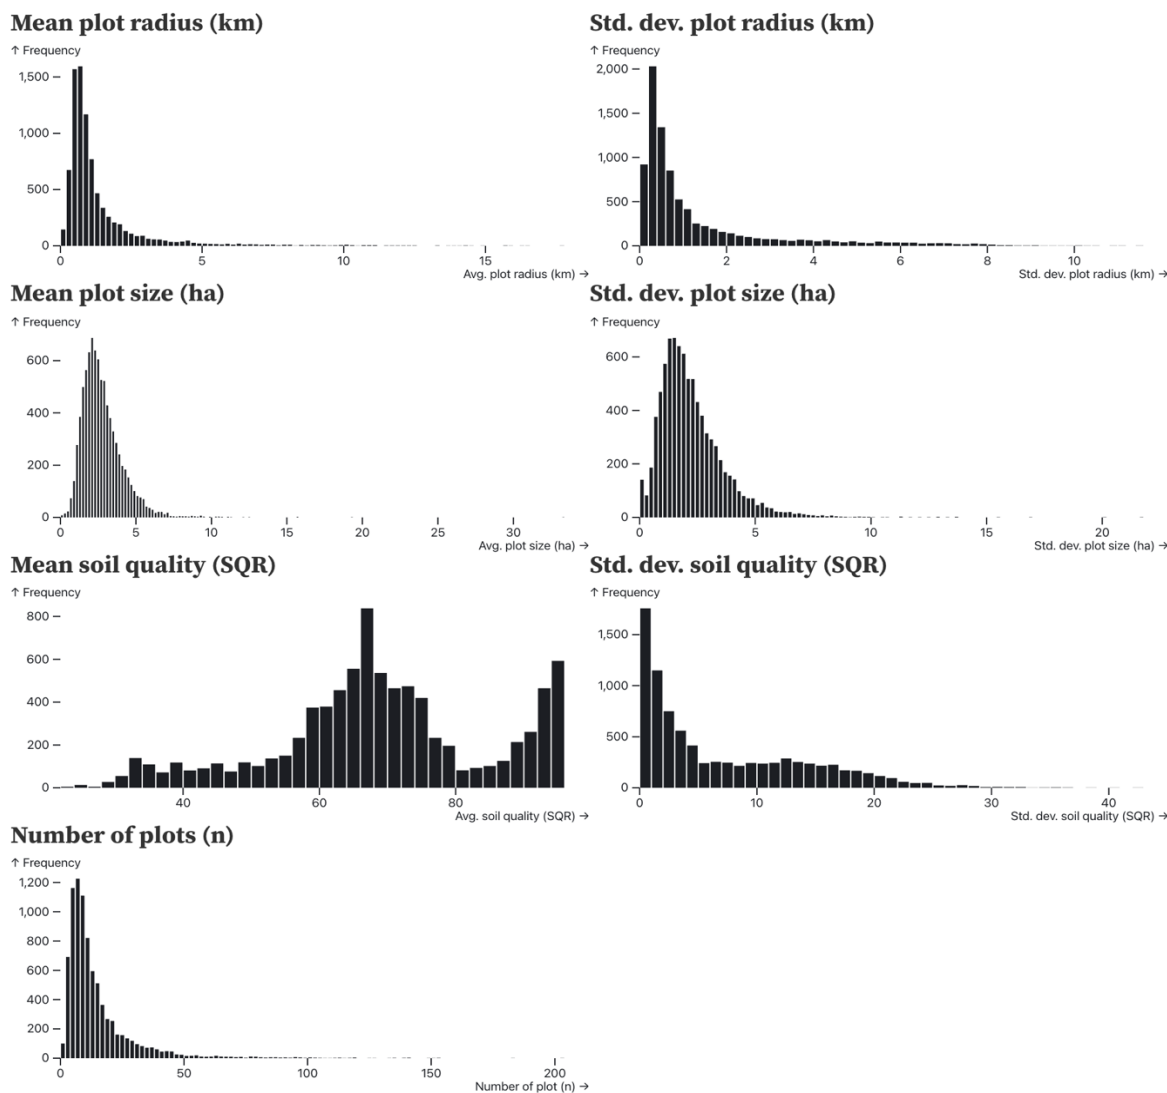 Mean plot radius (km)
↑ Frequency
1,500
1,000
500
0
0 5 10 15
Avg. plot radius (km) →
Std. dev. plot radius (km)
↑ Frequency
2,000
1,500
1,000
500
0
0 2 4 6 8 10
Std. dev. plot radius (km) →
Mean plot size (ha)
↑ Frequency
600
400
200
0
0 5 10 15 20 25 30
Avg. plot size (ha) →
Std. dev. plot size (ha)
↑ Frequency
600
400
200
0
0 5 10 15 20
Std. dev. plot size (ha) →
Mean soil quality (SQR)
↑ Frequency
800
600
400
200
0
40 60 80
Avg. soil quality (SQR) →
Std. dev. soil quality (SQR)
↑ Frequency
1,500
1,000
500
0
0 10 20 30 40
Std. dev. soil quality (SQR) →
Number of plots (n)
↑ Frequency
1,200
1,000
800
600
400
200
0
0 50 100 150 200
Number of plot (n) →